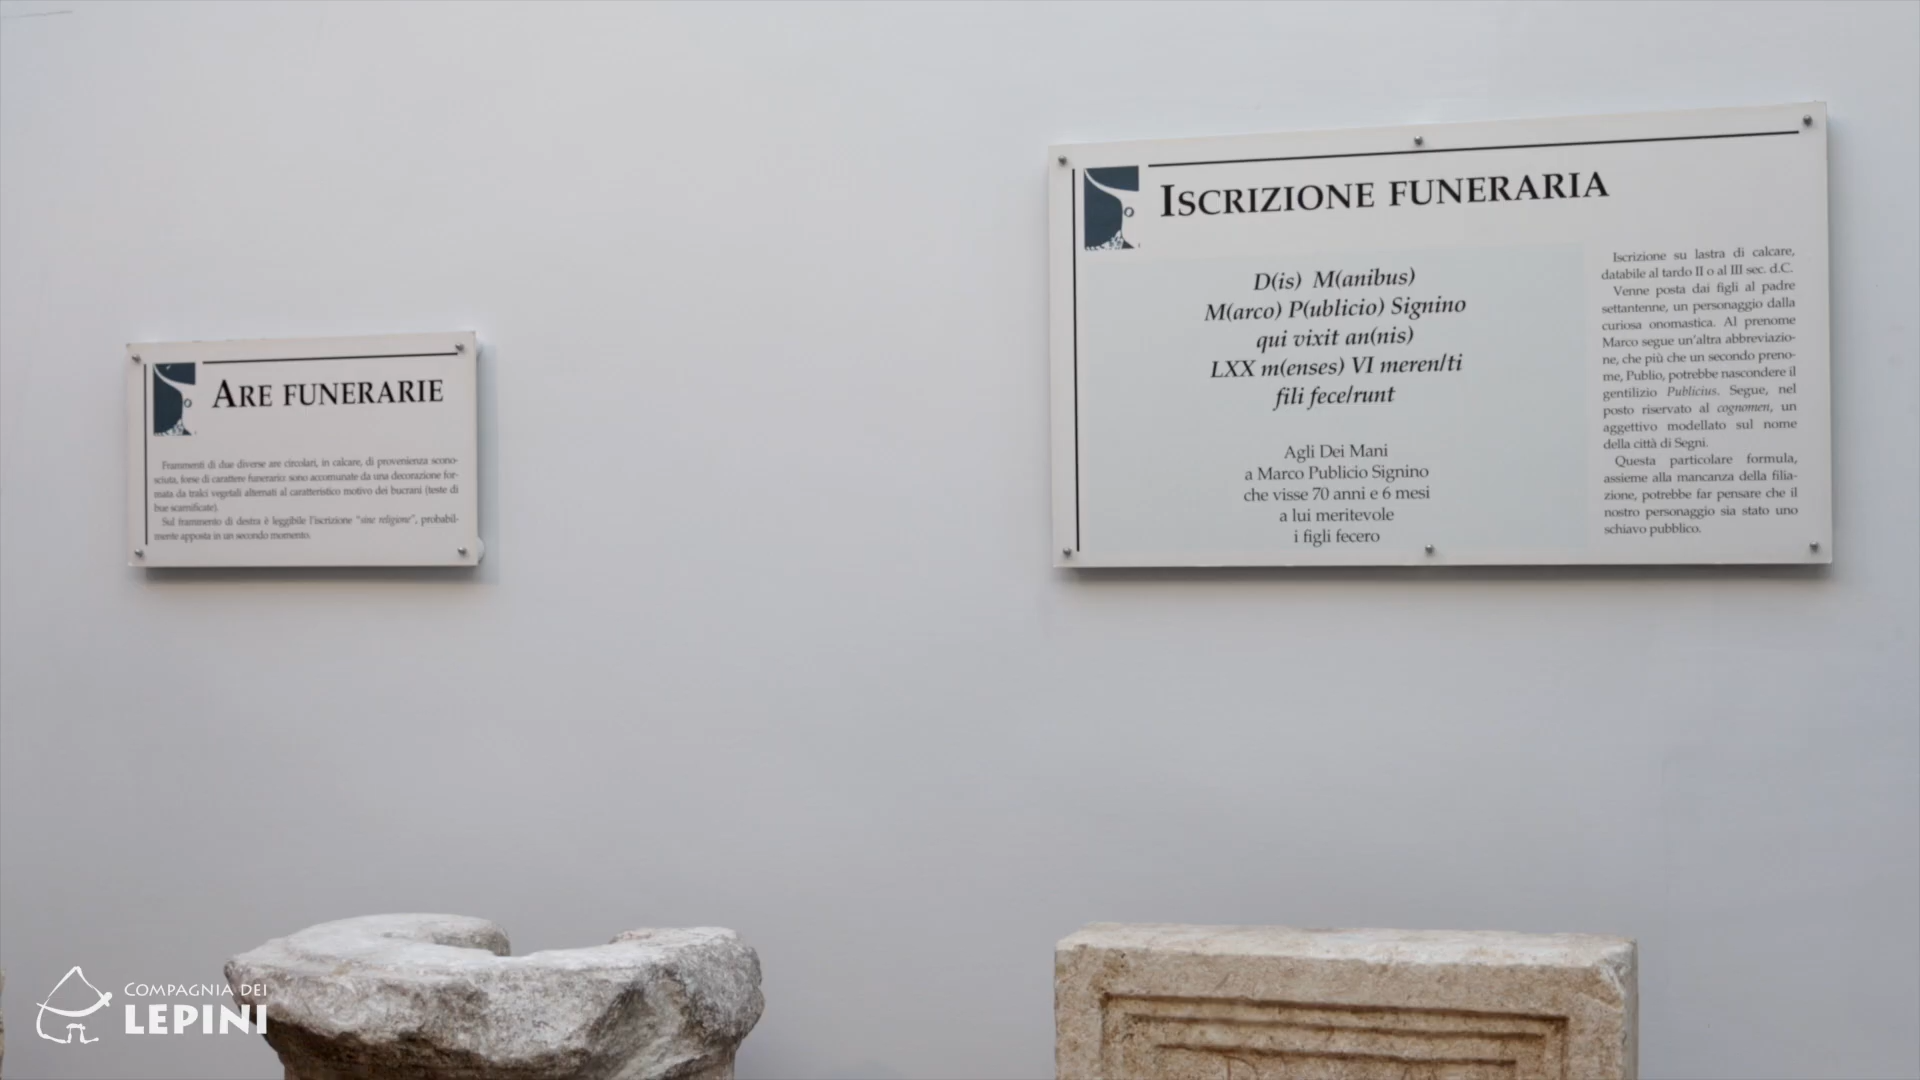 ARE FUNERARIE
Frammenti di due diverse are circolari, in calcare, di provenienza scono-
sciuta, forse di carattere funerario: sono accomunate da una decorazione for-
mata da tralci vegetali alternati al caratteristico motivo dei bucrani (teste di
bue scarnificate).
Sul frammento di destra è leggibile l'iscrizione "sine religione", probabil-
mente apposta in un secondo momento.
ISCRIZIONE FUNERARIA
D(is) M(anibus)
M(arco) P(ublicio) Signino
qui vixit an(nis)
LXX m(enses) VI meren/ti
fili fece/runt
Agli Dei Mani
a Marco Publicio Signino
che visse 70 anni e 6 mesi
a lui meritevole
i figli fecero
Iscrizione su lastra di calcare,
databile al tardo II o al III sec. d.C.
Venne posta dai figli al padre
settantenne, un personaggio dalla
curiosa onomastica. Al prenome
Marco segue un'altra abbreviazio-
ne, che più che un secondo preno-
me, Publio, potrebbe nascondere il
gentilizio Publicius. Segue, nel
posto riservato al cognomen, un
aggettivo modellato sul nome
della città di Segni.
Questa particolare formula,
assieme alla mancanza della filia-
zione, potrebbe far pensare che il
nostro personaggio sia stato uno
schiavo pubblico.
COMPAGNIA DEI
LEPINI